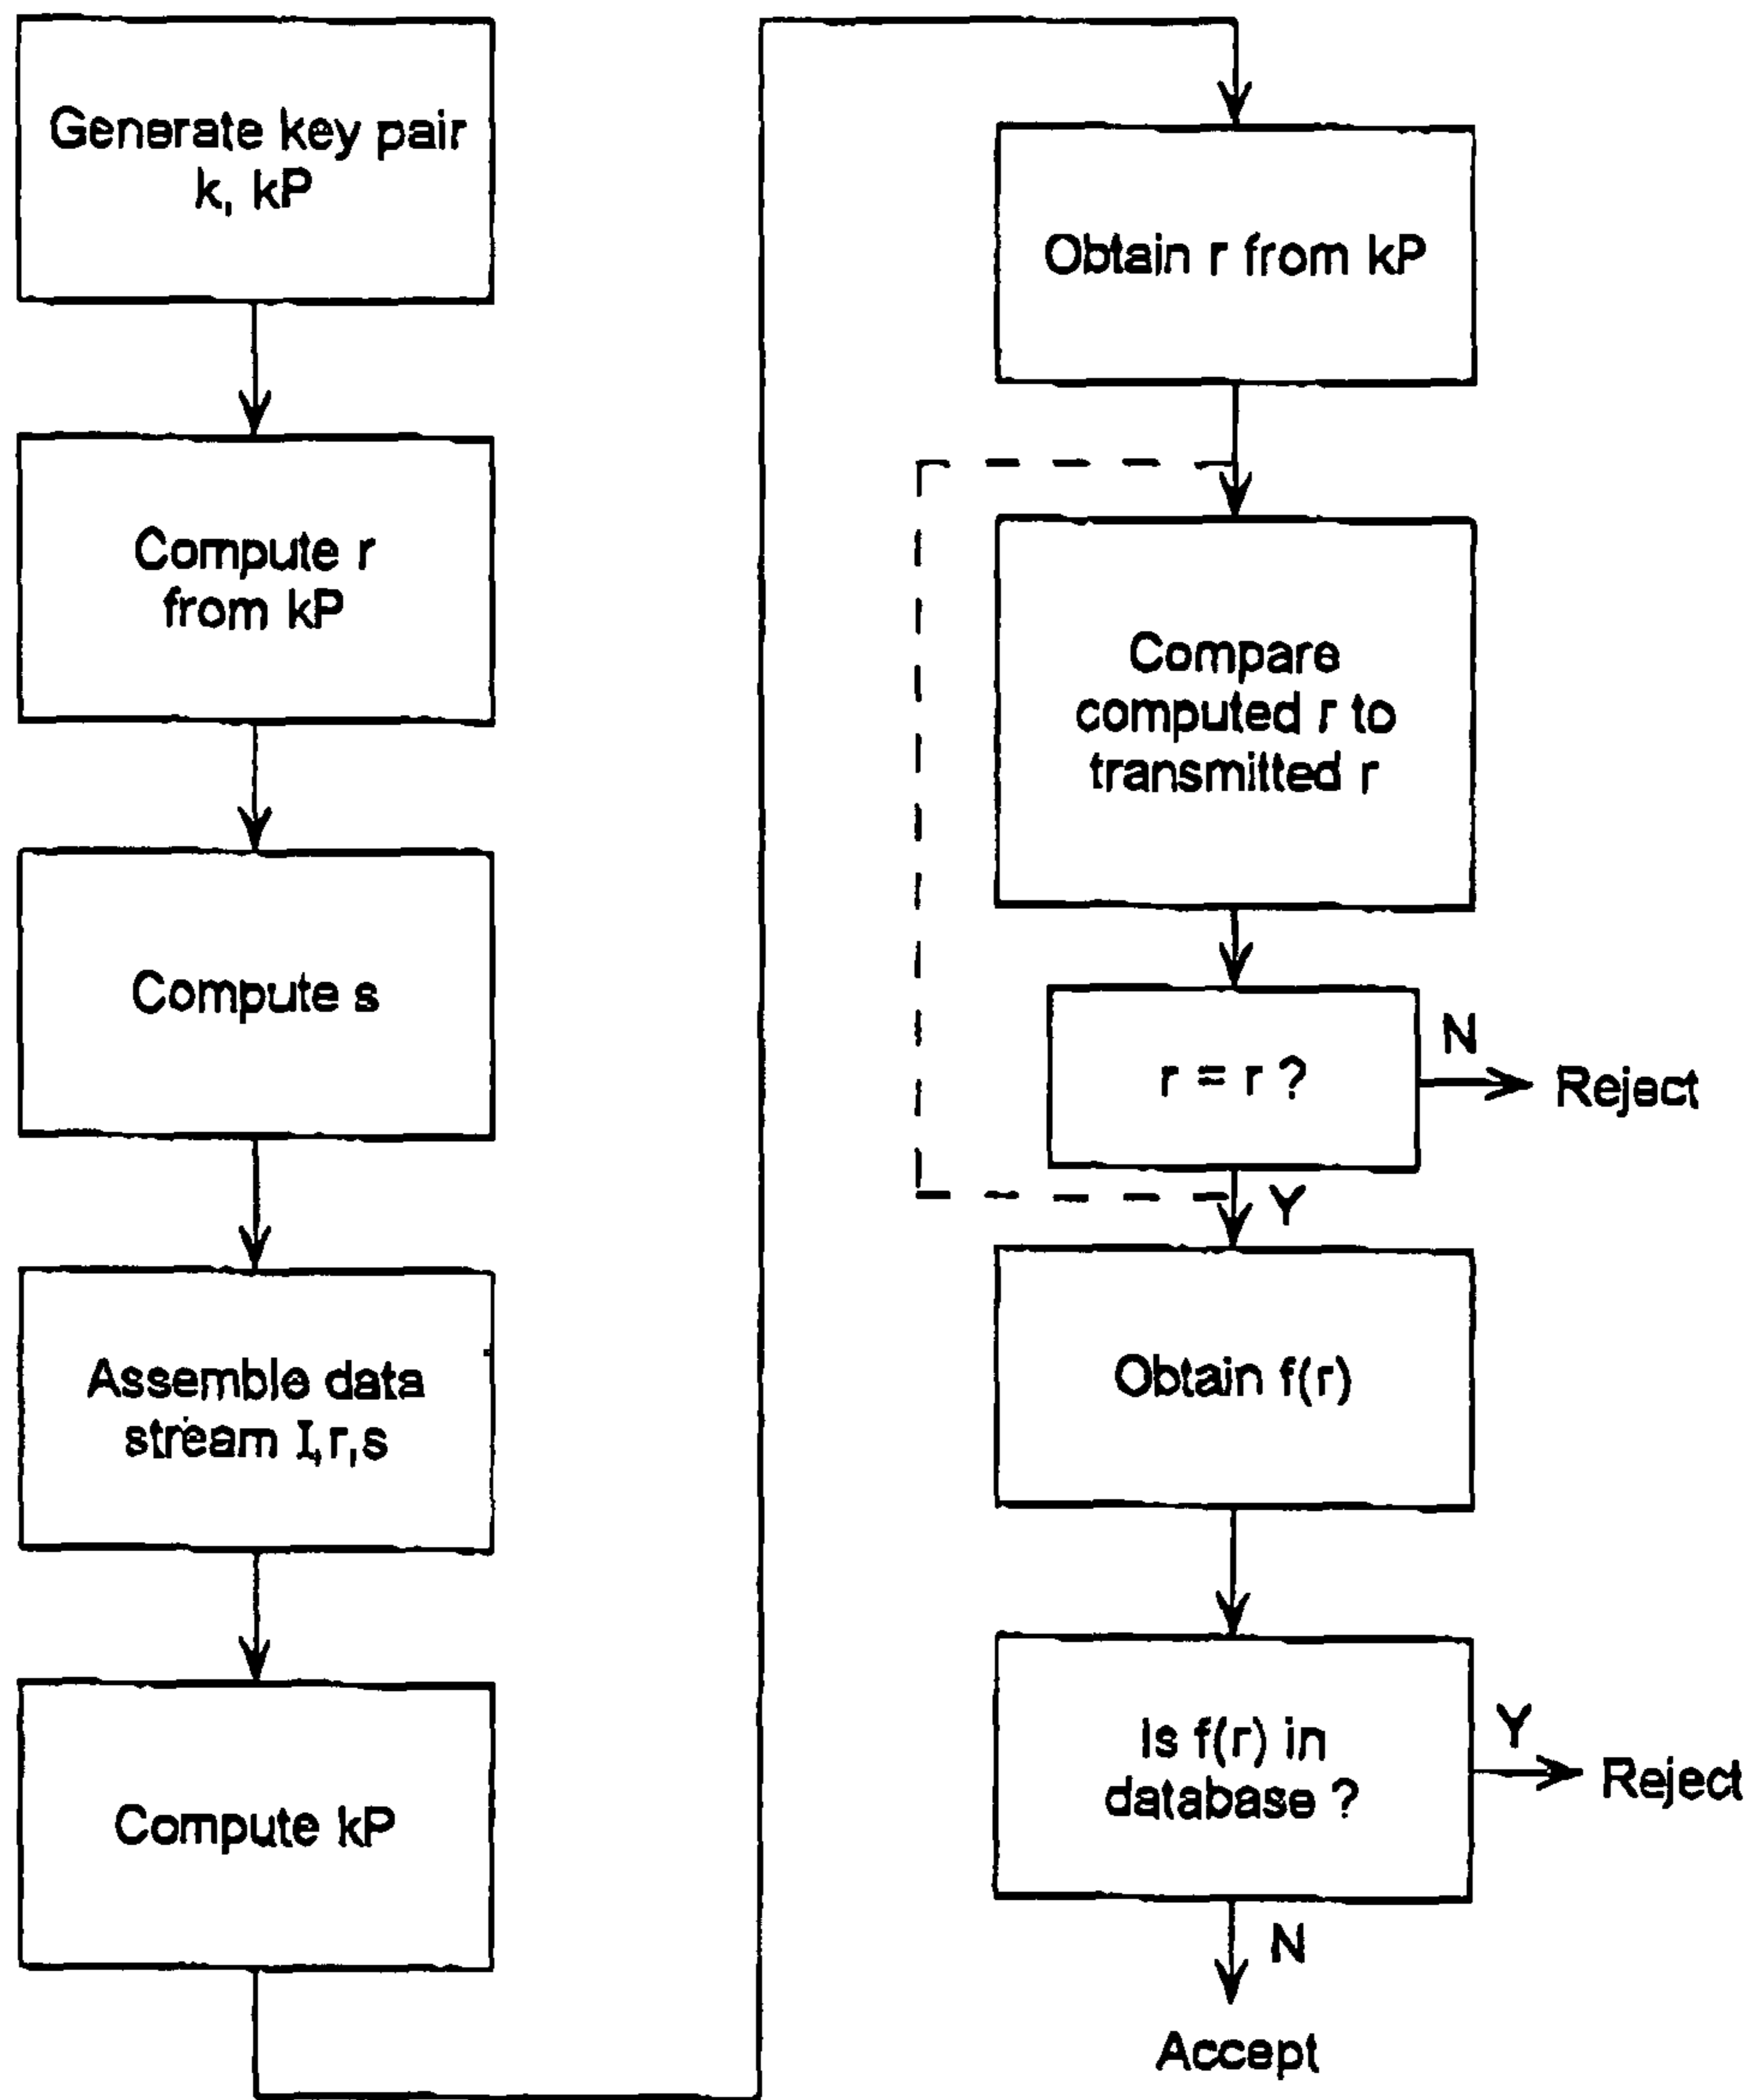 Generate key pair
k, kP
Compute r
from kP
Compute s
Assemble data
stream I,r,s
Compute kP
Obtain r from kP
Compare
computed r to
transmitted r
r = r ?
N
Reject
Y
Obtain f(r)
Is f(r) in
database ?
Y
Reject
N
Accept